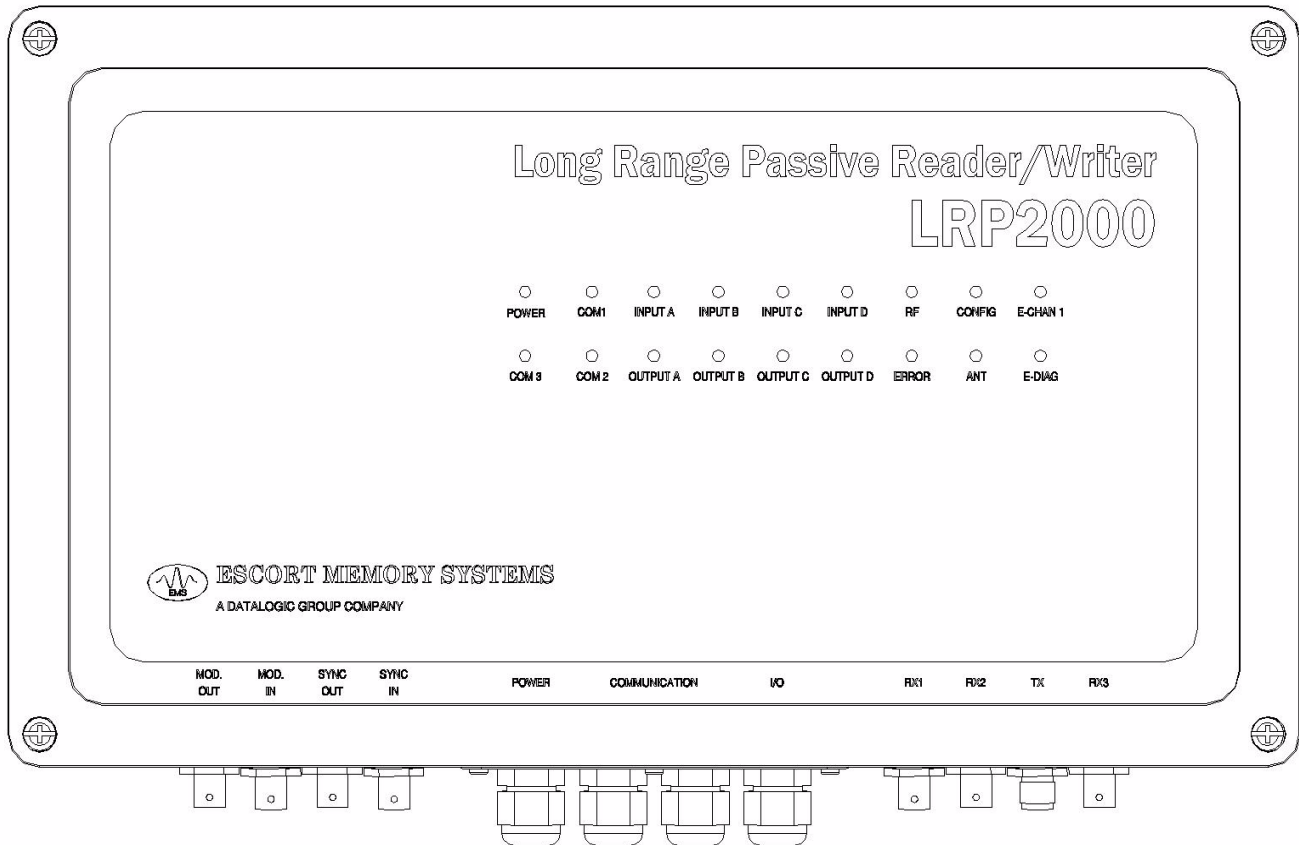 Long Range Passive Reader/Writer
LRP2000
POWER COM1 INPUT A INPUT B INPUT C INPUT D RF CONFIG E-CHAN 1
COM 3 COM 2 OUTPUT A OUTPUT B OUTPUT C OUTPUT D ERROR ANT E-DIAG
EMS
ESCORT MEMORY SYSTEMS
A DATALOGIC GROUP COMPANY
MOD. MOD. SYNC SYNC
OUT IN OUT IN
POWER COMMUNICATION I/O RX1 RX2 TX RX3